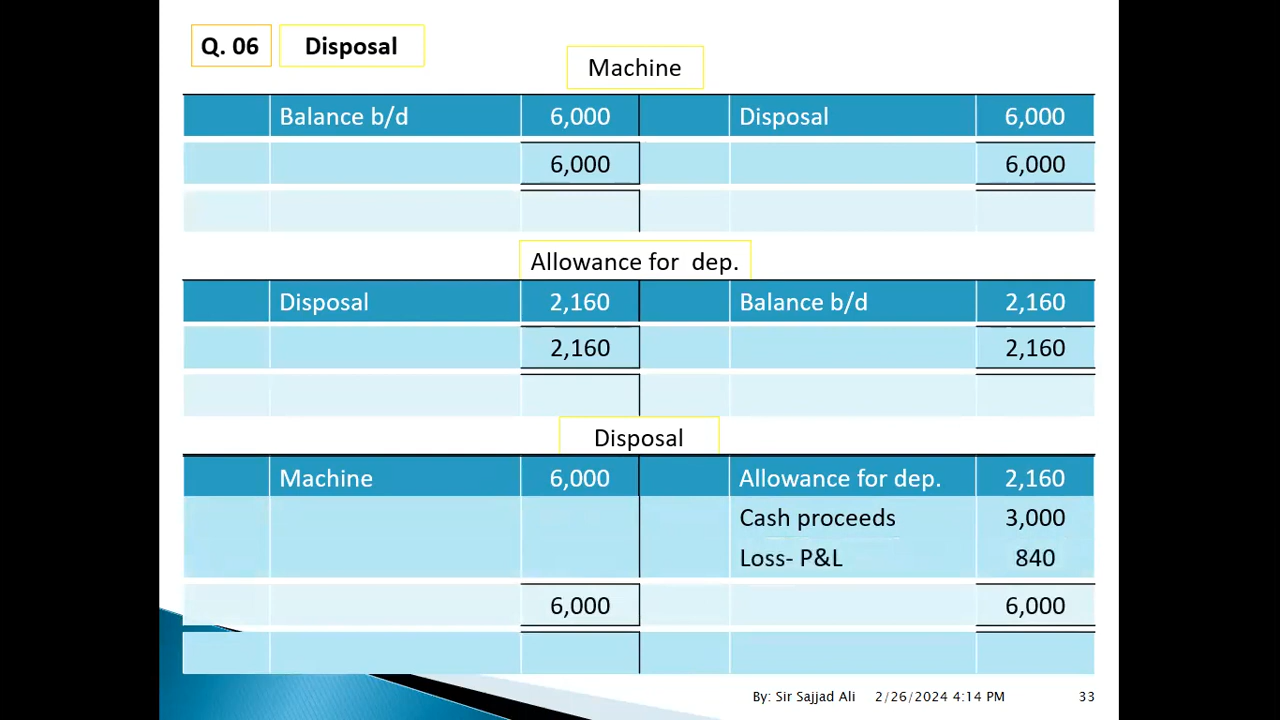 Q. 06 Disposal
Machine
Balance b/d 6,000 Disposal 6,000
6,000 6,000
Allowance for dep.
Disposal 2,160 Balance b/d 2,160
2,160 2,160
Disposal
Machine 6,000 Allowance for dep. 2,160
Cash proceeds 3,000
Loss- P&L 840
6,000 6,000
By: Sir Sajjad Ali 2/26/2024 4:14 PM 33